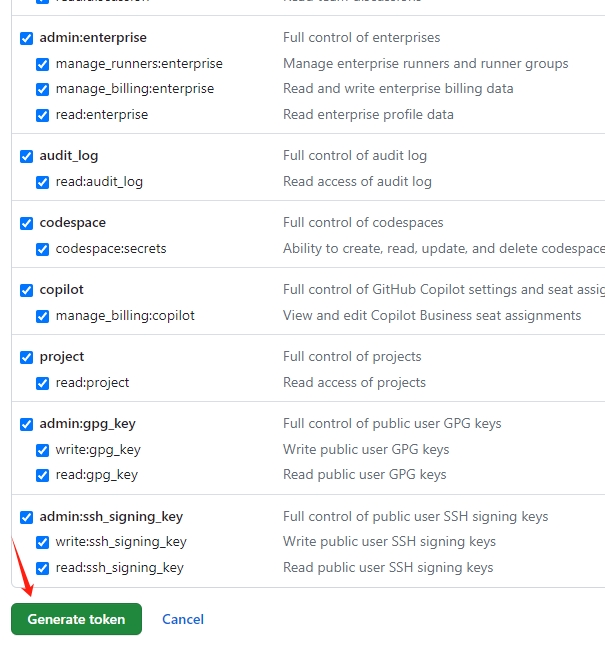 admin:enterprise Full control of enterprises
manage_runners:enterprise Manage enterprise runners and runner groups
manage_billing:enterprise Read and write enterprise billing data
read:enterprise Read enterprise profile data
audit_log Full control of audit log
read:audit_log Read access of audit log
codespace Full control of codespaces
codespace:secrets Ability to create, read, update, and delete codespace
copilot Full control of GitHub Copilot settings and seat assig
manage_billing:copilot View and edit Copilot Business seat assignments
project Full control of projects
read:project Read access of projects
admin:gpg_key Full control of public user GPG keys
write:gpg_key Write public user GPG keys
read:gpg_key Read public user GPG keys
admin:ssh_signing_key Full control of public user SSH signing keys
write:ssh_signing_key Write public user SSH signing keys
read:ssh_signing_key Read public user SSH signing keys
Generate token Cancel